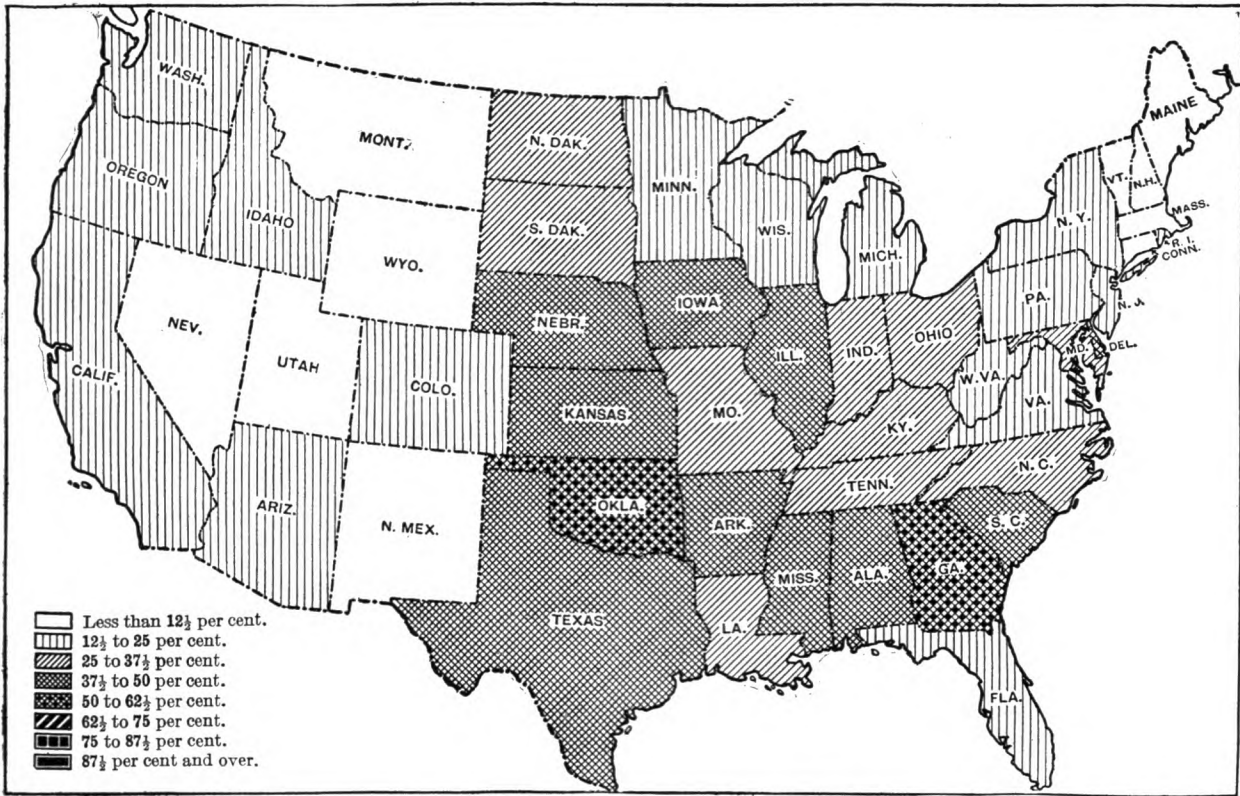 WASH.
MONT.
N. DAK.
MINN.
MAINE
OREGON
IDAHO
S. DAK.
WIS.
MICH.
N. Y.
VT.
N.H.
MASS.
R. I.
CONN.
WYO.
NEBR.
IOWA
PA.
N. J.
NEV.
UTAH
COLO.
ILL.
IND.
OHIO
MD.
DEL.
W. VA.
VA.
CALIF.
KANSAS
MO.
KY.
N. C.
TENN.
ARIZ.
N. MEX.
OKLA.
ARK.
S. C.
MISS.
ALA.
GA.
TEXAS
LA.
FLA.
Less than 12½ per cent.
12½ to 25 per cent.
25 to 37½ per cent.
37½ to 50 per cent.
50 to 62½ per cent.
62½ to 75 per cent.
75 to 87½ per cent.
87½ per cent and over.